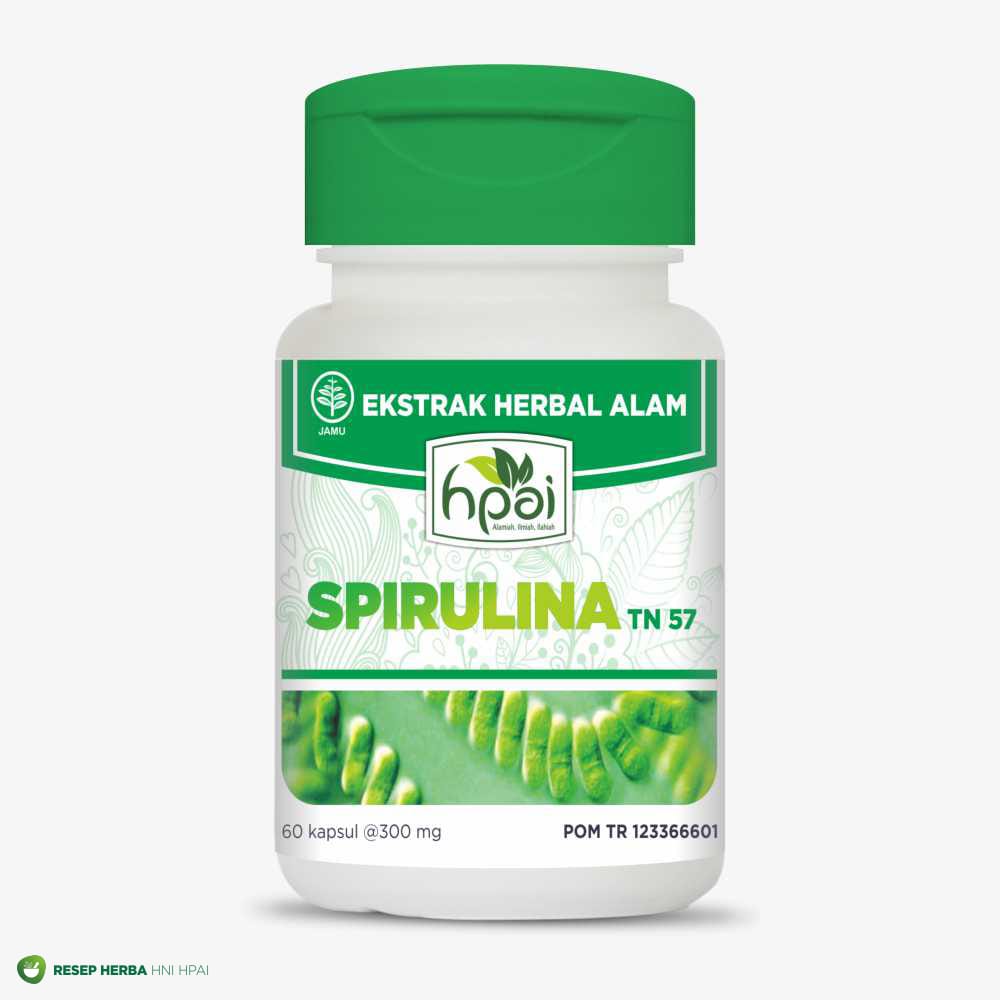 EKSTRAK HERBAL ALAM
JAMU
hpai
Alamiah, Ilmiah, Ilahiah
SPIRULINA TN 57
60 kapsul @300 mg
POM TR 123366601
RESEP HERBA HNI HPAI